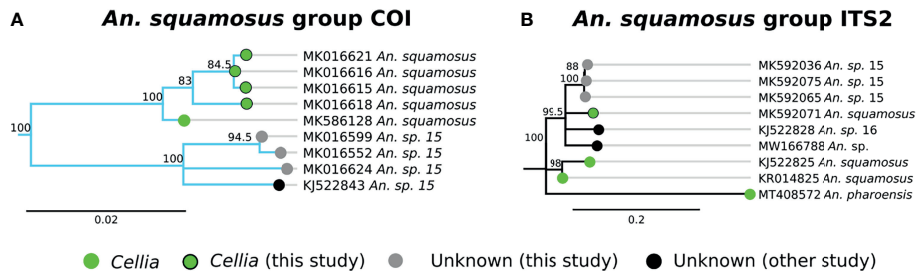 A
An. squamosus group COI
MK016621 An. squamosus
84.5
MK016616 An. squamosus
83
MK016615 An. squamosus
100
MK016618 An. squamosus
MK586128 An. squamosus
100
94.5
MK016599 An. sp. 15
100
MK016552 An. sp. 15
MK016624 An. sp. 15
KJ522843 An. sp. 15
0.02
B
An. squamosus group ITS2
88
MK592036 An. sp. 15
100
MK592075 An. sp. 15
MK592065 An. sp. 15
99.5
MK592071 An. squamosus
KJ522828 An. sp. 16
100
MW166788 An. sp.
98
KJ522825 An. squamosus
KR014825 An. squamosus
MT408572 An. pharoensis
0.2
Cellia
Cellia (this study)
Unknown (this study)
Unknown (other study)